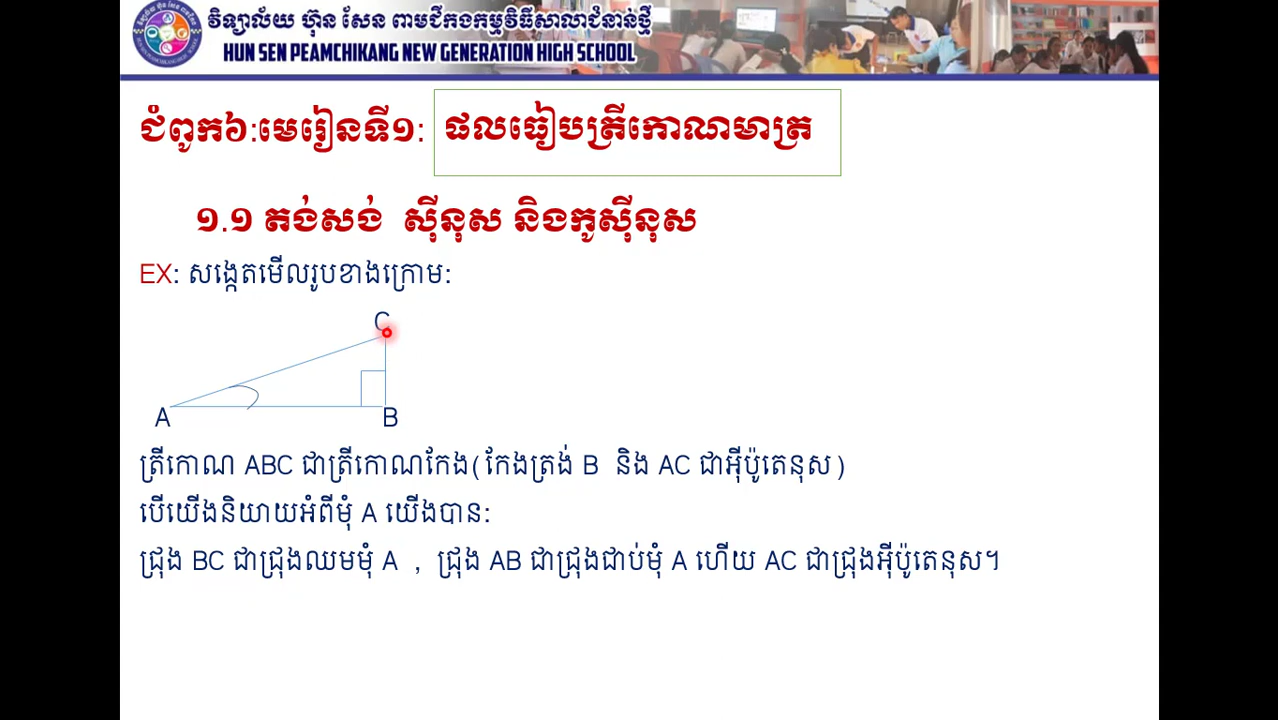 វិទ្យាល័យ ហ៊ុន សែន ពាមជីកងកម្មវិធីសាលាជំនាន់ថ្មី
HUN SEN PEAMCHIKANG NEW GENERATION HIGH SCHOOL
ជំពូក៦:មេរៀនទី១: ផលធៀបត្រីកោណមាត្រ
១.១ តង់សង់ ស៊ីនុស និងកូស៊ីនុស
EX: សង្កេតមើលរូបខាងក្រោម:
C
A
B
ត្រីកោណ ABC ជាត្រីកោណកែង(កែងត្រង់ B និង AC ជាអ៊ីប៉ូតេនុស)
បើយើងនិយាយអំពីមុំ A យើងបាន:
ជ្រុង BC ជាជ្រុងឈមមុំ A , ជ្រុង AB ជាជ្រុងជាប់មុំ A ហើយ AC ជាជ្រុងអ៊ីប៉ូតេនុស។